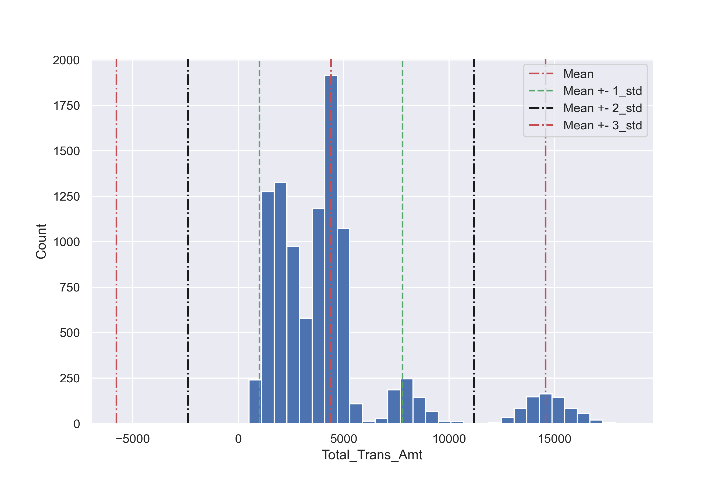 2000
1750
1500
1250
1000
750
500
250
0
Count
−5000 0 5000 10000 15000
Total_Trans_Amt
Mean
Mean +- 1_std
Mean +- 2_std
Mean +- 3_std